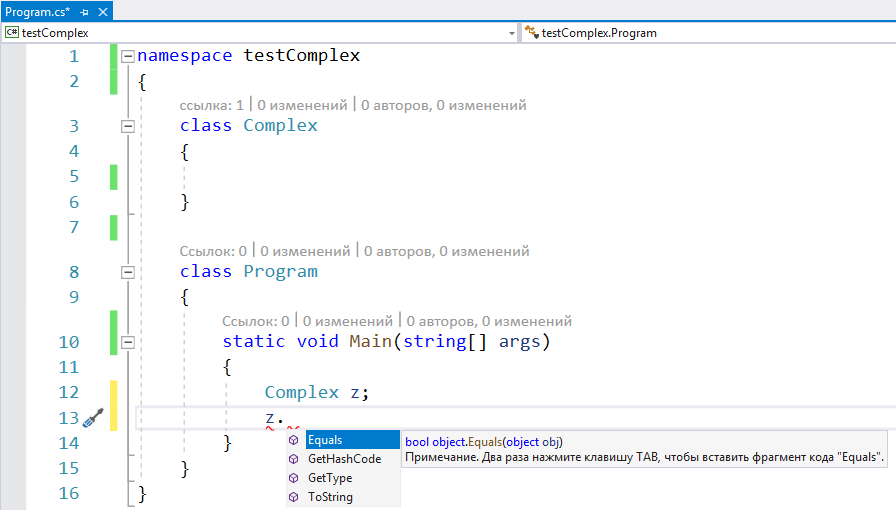 Program.cs*
testComplex testComplex.Program
1 namespace testComplex
2 {
ссылка: 1 | 0 изменений | 0 авторов, 0 изменений
3 class Complex
4 {
5
6 }
7
Ссылок: 0 | 0 изменений | 0 авторов, 0 изменений
8 class Program
9 {
Ссылок: 0 | 0 изменений | 0 авторов, 0 изменений
10 static void Main(string[] args)
11 {
12 Complex z;
13 z.
14 }
15 }
16 }
Equals
GetHashCode
GetType
ToString
bool object.Equals(object obj)
Примечание. Два раза нажмите клавишу TAB, чтобы вставить фрагмент кода "Equals".